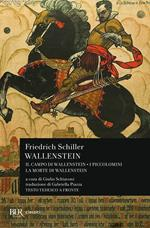 Friedrich Schiller
WALLENSTEIN
IL CAMPO DI WALLENSTEIN • I PICCOLOMINI
LA MORTE DI WALLENSTEIN
a cura di Giulio Schiavoni
traduzione di Gabriella Piazza
TESTO TEDESCO A FRONTE
BUR